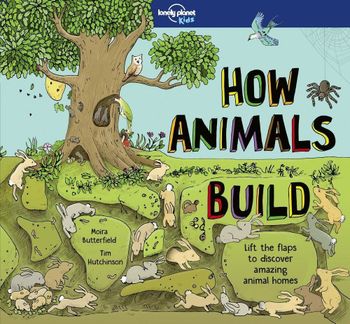 lonely planet
Kids
HOW
ANIMALS
BUILD
Moira
Butterfield
Tim
Hutchinson
Lift the flaps
to discover
amazing
animal homes